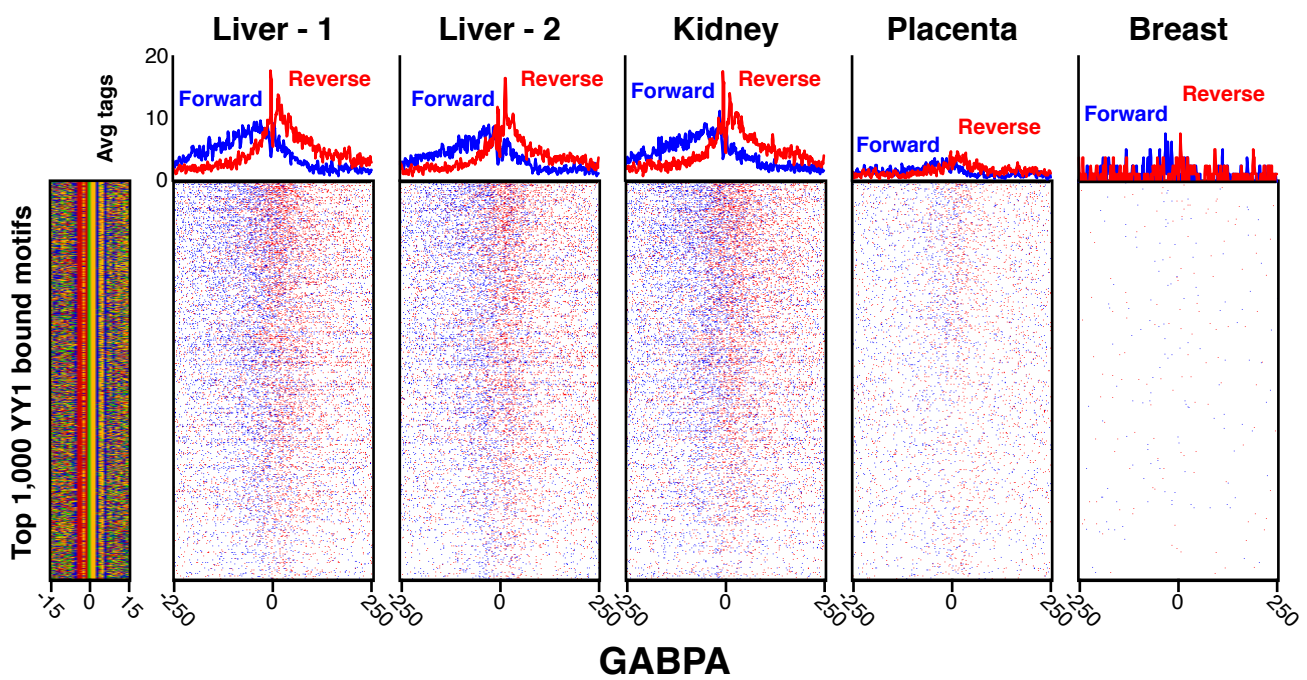 Liver - 1 Liver - 2 Kidney Placenta Breast
Avg tags
20
10
0
Forward Reverse
Forward Reverse
Forward Reverse
Forward Reverse
Forward Reverse
Top 1,000 YY1 bound motifs
-15 0 15
-250 0 250
-250 0 250
-250 0 250
-250 0 250
-250 0 250
GABPA